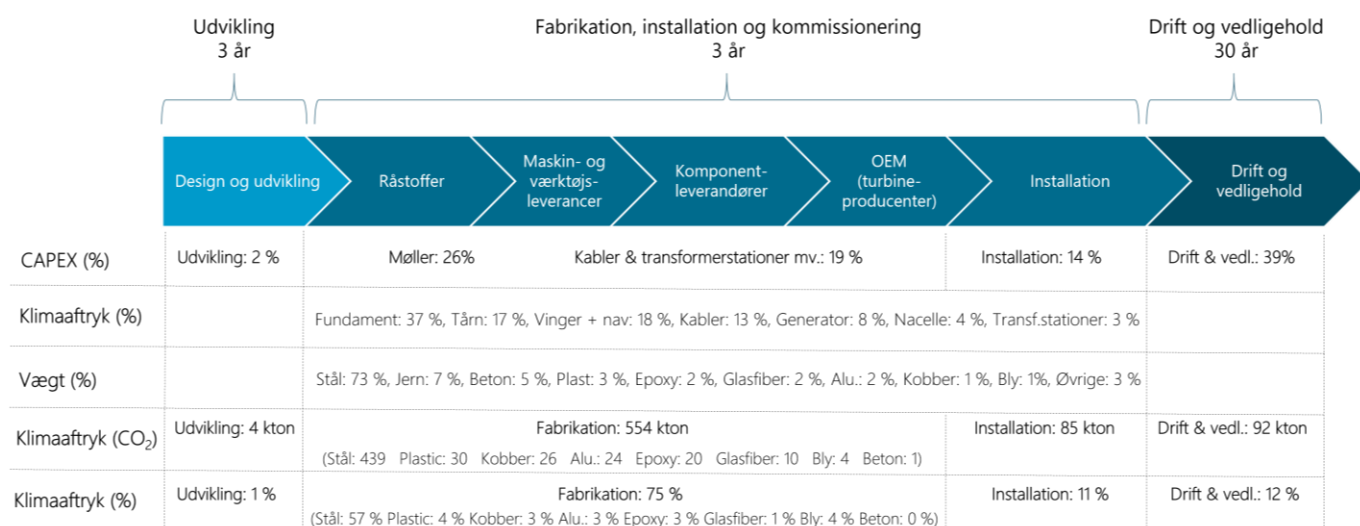 Udvikling
3 år
Fabrikation, installation og kommissionering
3 år
Drift og vedligehold
30 år
Design og udvikling
Råstoffer
Maskin- og
værktøjs-
leverancer
Komponent-
leverandører
OEM
(turbine-
producenter)
Installation
Drift og
vedligehold
CAPEX (%)
Udvikling: 2 %
Møller: 26%
Kabler & transformerstationer mv.: 19 %
Installation: 14 %
Drift & vedl.: 39%
Klimaaftryk (%)
Fundament: 37 %, Tårn: 17 %, Vinger + nav: 18 %, Kabler: 13 %, Generator: 8 %, Nacelle: 4 %, Transf.stationer: 3 %
Vægt (%)
Stål: 73 %, Jern: 7 %, Beton: 5 %, Plast: 3 %, Epoxy: 2 %, Glasfiber: 2 %, Alu.: 2 %, Kobber: 1 %, Bly: 1%, Øvrige: 3 %
Klimaaftryk (CO₂)
Udvikling: 4 kton
Fabrikation: 554 kton
Installation: 85 kton
Drift & vedl.: 92 kton
(Stål: 439 Plastic: 30 Kobber: 26 Alu.: 24 Epoxy: 20 Glasfiber: 10 Bly: 4 Beton: 1)
Klimaaftryk (%)
Udvikling: 1 %
Fabrikation: 75 %
Installation: 11 %
Drift & vedl.: 12 %
(Stål: 57 % Plastic: 4 % Kobber: 3 % Alu.: 3 % Epoxy: 3 % Glasfiber: 1 % Bly: 4 % Beton: 0 %)